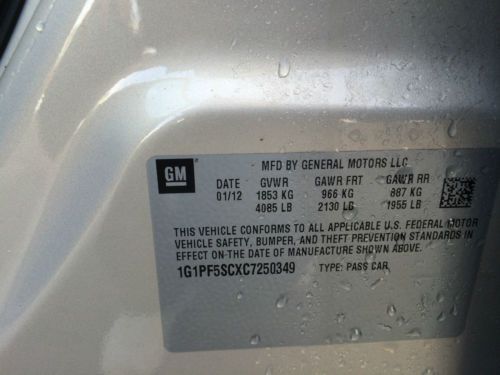 GM
MFD BY GENERAL MOTORS LLC
DATE GVWR GAWR FRT GAWR RR
01/12 1853 KG 966 KG 887 KG
4085 LB 2130 LB 1955 LB
THIS VEHICLE CONFORMS TO ALL APPLICABLE U.S. FEDERAL MOTOR
VEHICLE SAFETY, BUMPER, AND THEFT PREVENTION STANDARDS IN
EFFECT ON THE DATE OF MANUFACTURE SHOWN ABOVE.
1G1PF5SCXC7250349 TYPE: PASS CAR